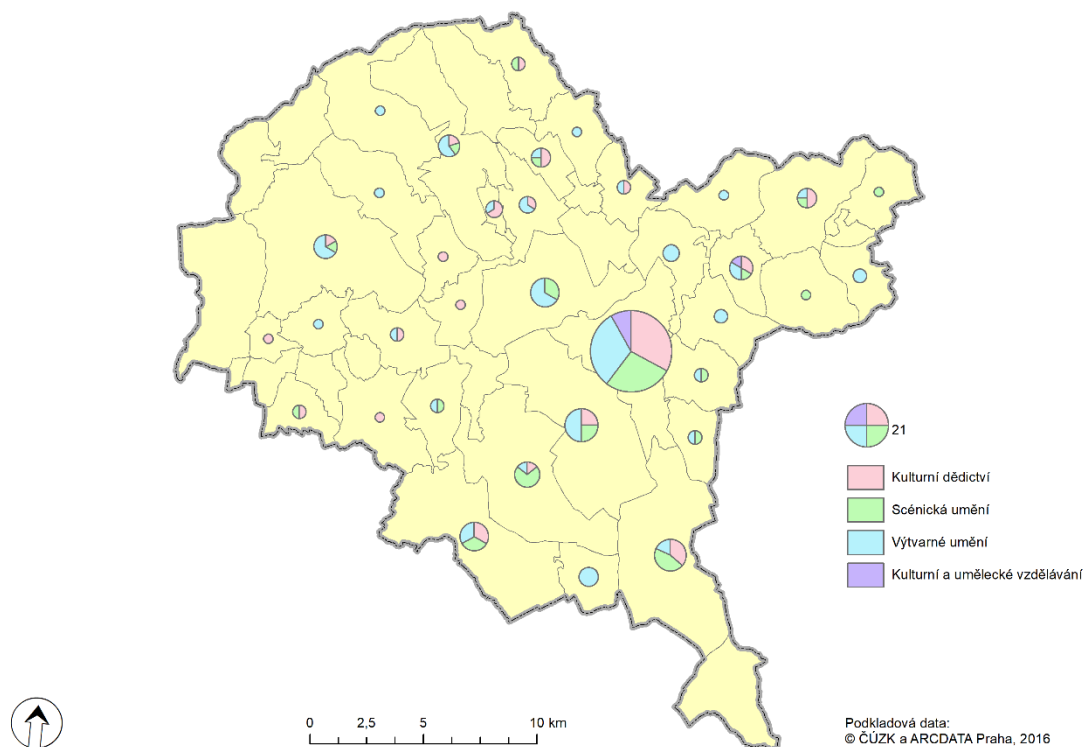 21
Kulturní dědictví
Scénická umění
Výtvarné umění
Kulturní a umělecké vzdělávání
0 2,5 5 10 km
Podkladová data:
© ČÚZK a ARCDATA Praha, 2016